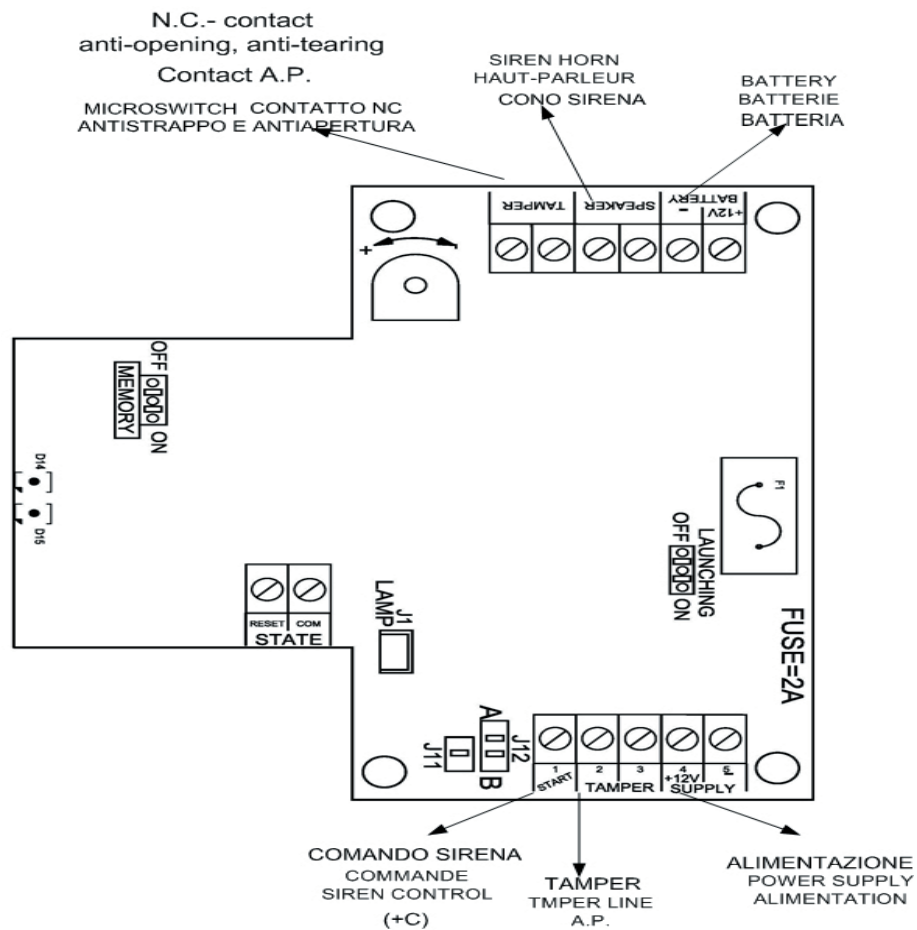 N.C.- contact
anti-opening, anti-tearing
Contact A.P.
MICROSWITCH CONTATTO NC
ANTISTRAPPO E ANTIAPERTURA
SIREN HORN
HAUT-PARLEUR
CONO SIRENA
BATTERY
BATTERIE
BATTERIA
TAMPER
SPEAKER
BATTERY
- +12V
+ -
OFF ON
MEMORY
D14
D15
F1
LAUNCHING
OFF ON
FUSE=2A
RESET COM
STATE
J1
LAMP
J11
A
J12
B
1 2 3 4 5
START
+12V -
TAMPER SUPPLY
COMANDO SIRENA
COMMANDE
SIREN CONTROL
(+C)
TAMPER
TMPER LINE
A.P.
ALIMENTAZIONE
POWER SUPPLY
ALIMENTATION